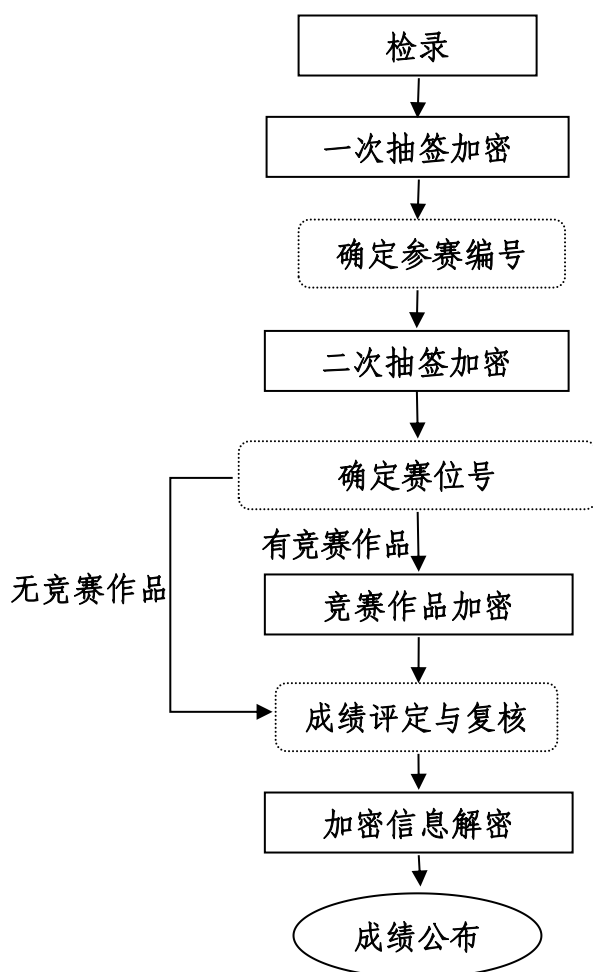 检录
一次抽签加密
确定参赛编号
二次抽签加密
确定赛位号
有竞赛作品
无竞赛作品
竞赛作品加密
成绩评定与复核
加密信息解密
成绩公布